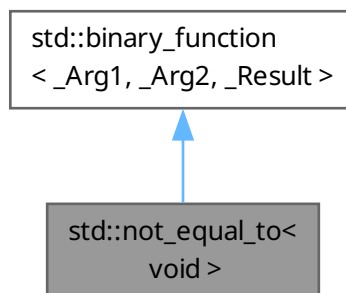 std::binary_function
< _Arg1, _Arg2, _Result >
std::not_equal_to<
void >